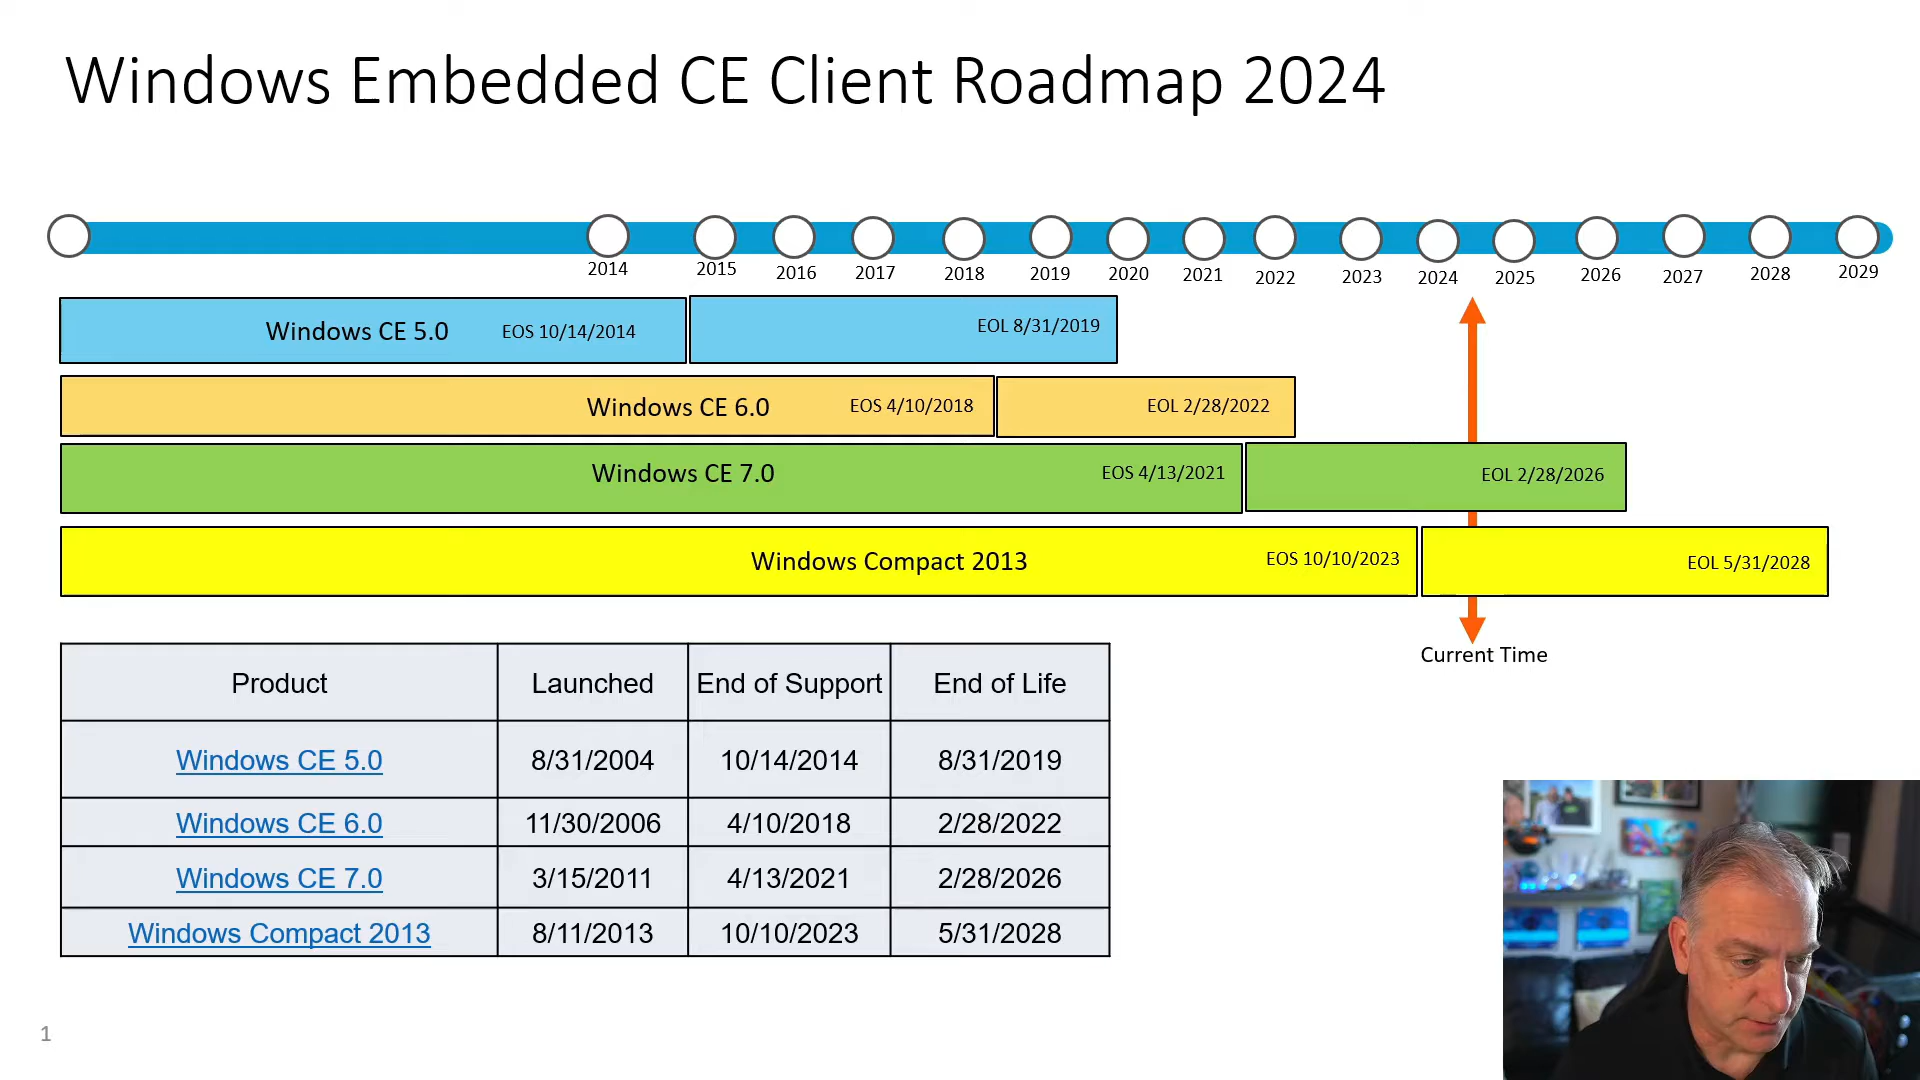 Windows Embedded CE Client Roadmap 2024
2014 2015 2016 2017 2018 2019 2020 2021 2022 2023 2024 2025 2026 2027 2028 2029
Windows CE 5.0 EOS 10/14/2014 EOL 8/31/2019
Windows CE 6.0 EOS 4/10/2018 EOL 2/28/2022
Windows CE 7.0 EOS 4/13/2021 EOL 2/28/2026
Windows Compact 2013 EOS 10/10/2023 EOL 5/31/2028
Current Time
Product Launched End of Support End of Life
Windows CE 5.0 8/31/2004 10/14/2014 8/31/2019
Windows CE 6.0 11/30/2006 4/10/2018 2/28/2022
Windows CE 7.0 3/15/2011 4/13/2021 2/28/2026
Windows Compact 2013 8/11/2013 10/10/2023 5/31/2028
1